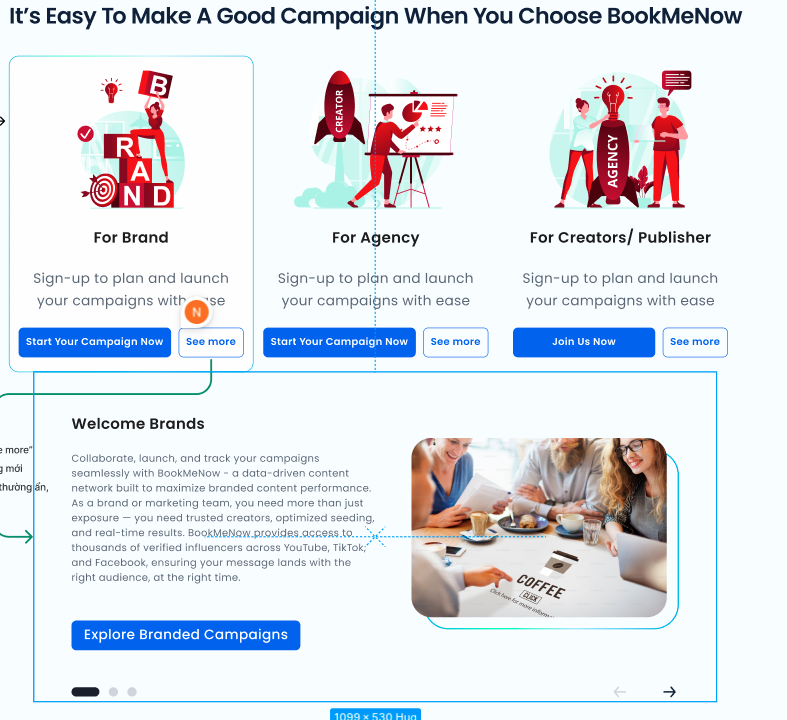 It's Easy To Make A Good Campaign When You Choose BookMeNow
B
R
A
N D
CREATOR
AGENCY
For Brand
For Agency
For Creators/ Publisher
Sign-up to plan and launch
your campaigns with ease
Sign-up to plan and launch
your campaigns with ease
Sign-up to plan and launch
your campaigns with ease
N
Start Your Campaign Now
See more
Start Your Campaign Now
See more
Join Us Now
See more
e more"
g mới
thường ẩn,
Welcome Brands
Collaborate, launch, and track your campaigns
seamlessly with BookMeNow - a data-driven content
network built to maximize branded content performance.
As a brand or marketing team, you need more than just
exposure — you need trusted creators, optimized seeding,
and real-time results. BookMeNow provides access to
thousands of verified influencers across YouTube, TikTok,
and Facebook, ensuring your message lands with the
right audience, at the right time.
COFFEE
CLICK
Click here for more informa
Explore Branded Campaigns
1099 × 530 Hug